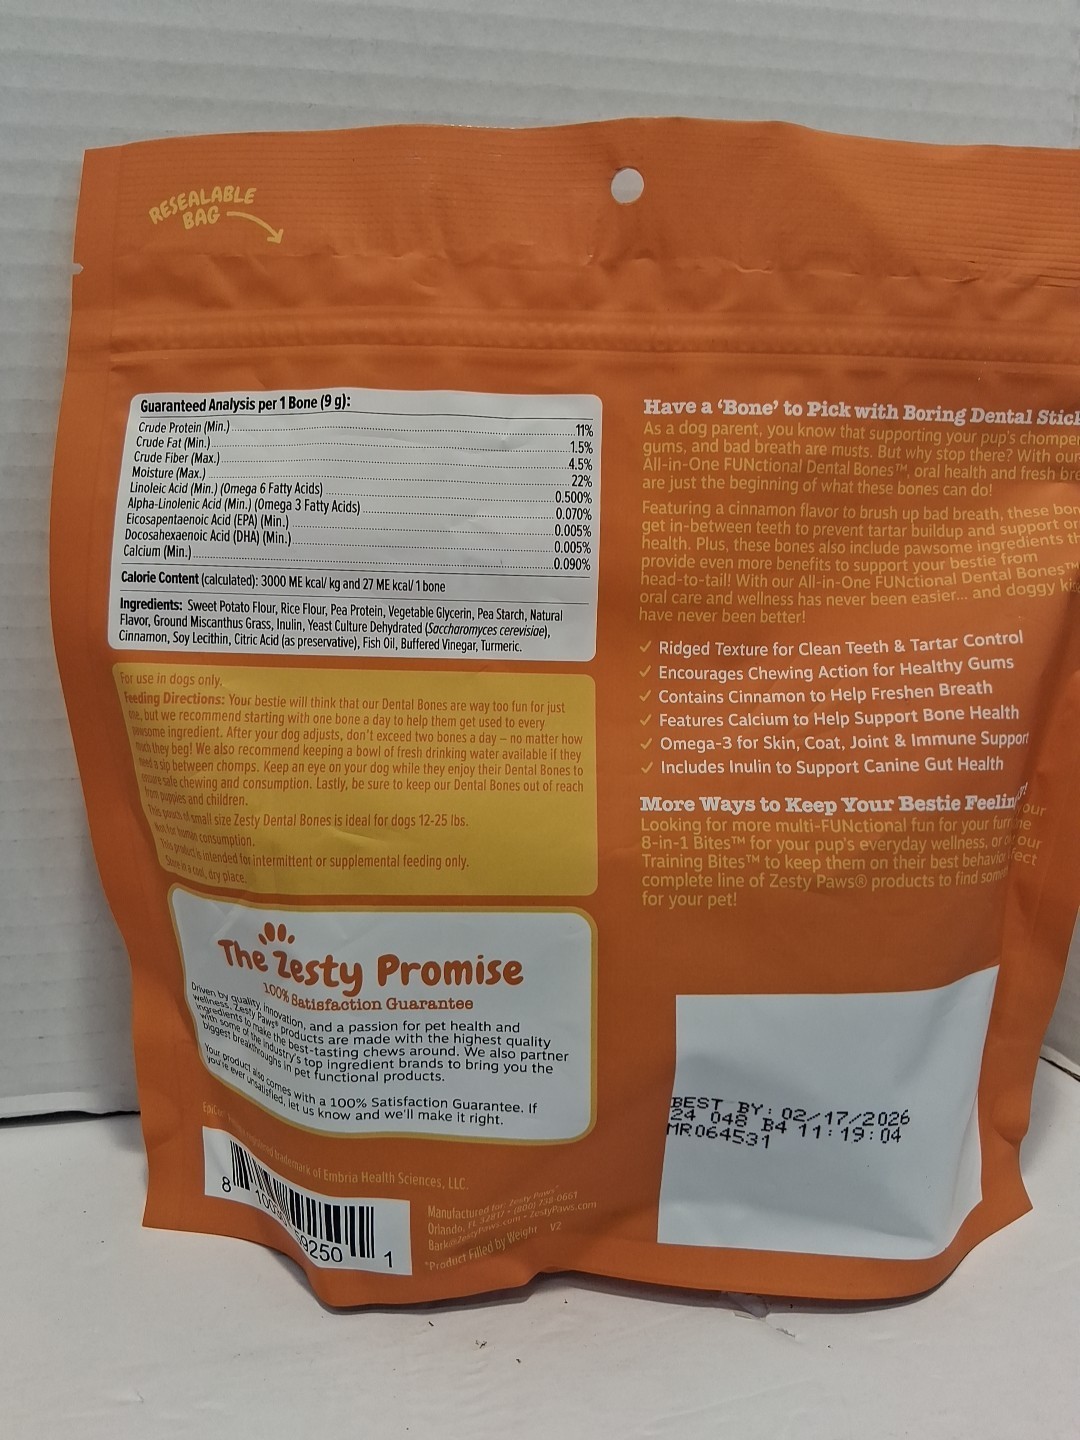 RESEALABLE
BAG
Guaranteed Analysis per 1 Bone (9 g):
Crude Protein (Min.) 11%
Crude Fat (Min.) 1.5%
Crude Fiber (Max.) 4.5%
Moisture (Max.) 22%
Linoleic Acid (Min.) (Omega 6 Fatty Acids) 0.500%
Alpha-Linolenic Acid (Min.) (Omega 3 Fatty Acids) 0.070%
Eicosapentaenoic Acid (EPA) (Min.) 0.005%
Docosahexaenoic Acid (DHA) (Min.) 0.005%
Calcium (Min.) 0.090%
Calorie Content (calculated): 3000 ME kcal/ kg and 27 ME kcal/ 1 bone
Ingredients: Sweet Potato Flour, Rice Flour, Pea Protein, Vegetable Glycerin, Pea Starch, Natural
Flavor, Ground Miscanthus Grass, Inulin, Yeast Culture Dehydrated (Saccharomyces cerevisiae),
Cinnamon, Soy Lecithin, Citric Acid (as preservative), Fish Oil, Buffered Vinegar, Turmeric.
For use in dogs only.
Feeding Directions: Your bestie will think that our Dental Bones are way too fun for just
one, but we recommend starting with one bone a day to help them get used to every
pawsome ingredient. After your dog adjusts, don't exceed two bones a day – no matter how
much they beg! We also recommend keeping a bowl of fresh drinking water available if they
need a sip between chomps. Keep an eye on your dog while they enjoy their Dental Bones to
ensure safe chewing and consumption. Lastly, be sure to keep our Dental Bones out of reach
from puppies and children.
This pouch of small size Zesty Dental Bones is ideal for dogs 12-25 lbs.
Not for human consumption.
This product is intended for intermittent or supplemental feeding only.
Store in a cool, dry place.
The Zesty Promise
100% Satisfaction Guarantee
Driven by quality, innovation, and a passion for pet health and
wellness, Zesty Paws® products are made with the highest quality
ingredients to make the best-tasting chews around. We also partner
with some of the industry's top ingredient brands to bring you the
biggest breakthroughs in pet functional products.
Your product also comes with a 100% Satisfaction Guarantee. If
you're ever unsatisfied, let us know and we'll make it right.
registered trademark of Embria Health Sciences, LLC.
8 59250 1
Manufactured for: Zesty Paws
Orlando, FL 32817 • (800) 738-0661
Bark@ZestyPaws.com • ZestyPaws.com
*Product Filled by Weight V2
Have a 'Bone' to Pick with Boring Dental Stick
As a dog parent, you know that supporting your pup's chomper
gums, and bad breath are musts. But why stop there? With our
All-in-One FUNctional Dental Bones™, oral health and fresh bre
are just the beginning of what these bones can do!
Featuring a cinnamon flavor to brush up bad breath, these bon
get in-between teeth to prevent tartar buildup and support or
health. Plus, these bones also include pawsome ingredients th
provide even more benefits to support your bestie from
head-to-tail! With our All-in-One FUNctional Dental Bones™
oral care and wellness has never been easier... and doggy ki
have never been better!
✓ Ridged Texture for Clean Teeth & Tartar Control
✓ Encourages Chewing Action for Healthy Gums
✓ Contains Cinnamon to Help Freshen Breath
✓ Features Calcium to Help Support Bone Health
✓ Omega-3 for Skin, Coat, Joint & Immune Support
✓ Includes Inulin to Support Canine Gut Health
More Ways to Keep Your Bestie Feelin'
Looking for more multi-FUNctional fun for your furr
8-in-1 Bites™ for your pup's everyday wellness, or our
Training Bites™ to keep them on their best behavior
complete line of Zesty Paws® products to find some
for your pet!
BEST BY: 02/17/2026
24 048 B4 11:19:04
MR064531